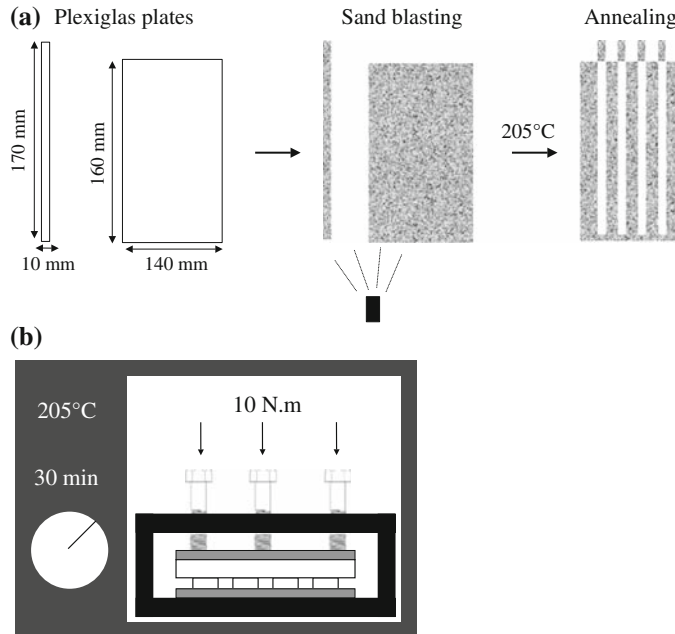 (a) Plexiglas plates Sand blasting Annealing
170 mm
160 mm
205°C
10 mm
140 mm
(b)
205°C
10 N.m
30 min